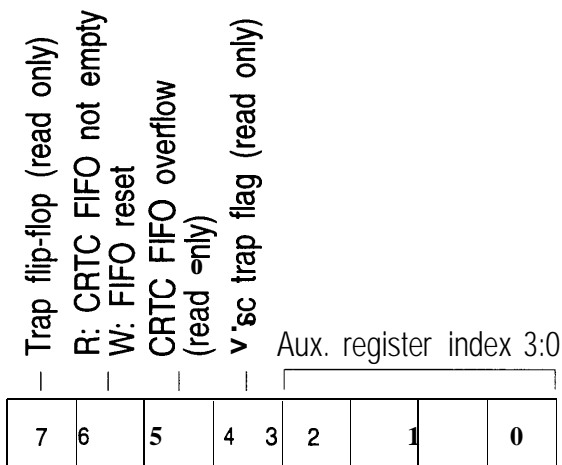 Trap flip-flop (read only)
R: CRTC FIFO not empty
W: FIFO reset
CRTC FIFO overflow
(read only)
trap flag (read only)
Aux. register index 3:0
7 6 5 4 3 2 1 0